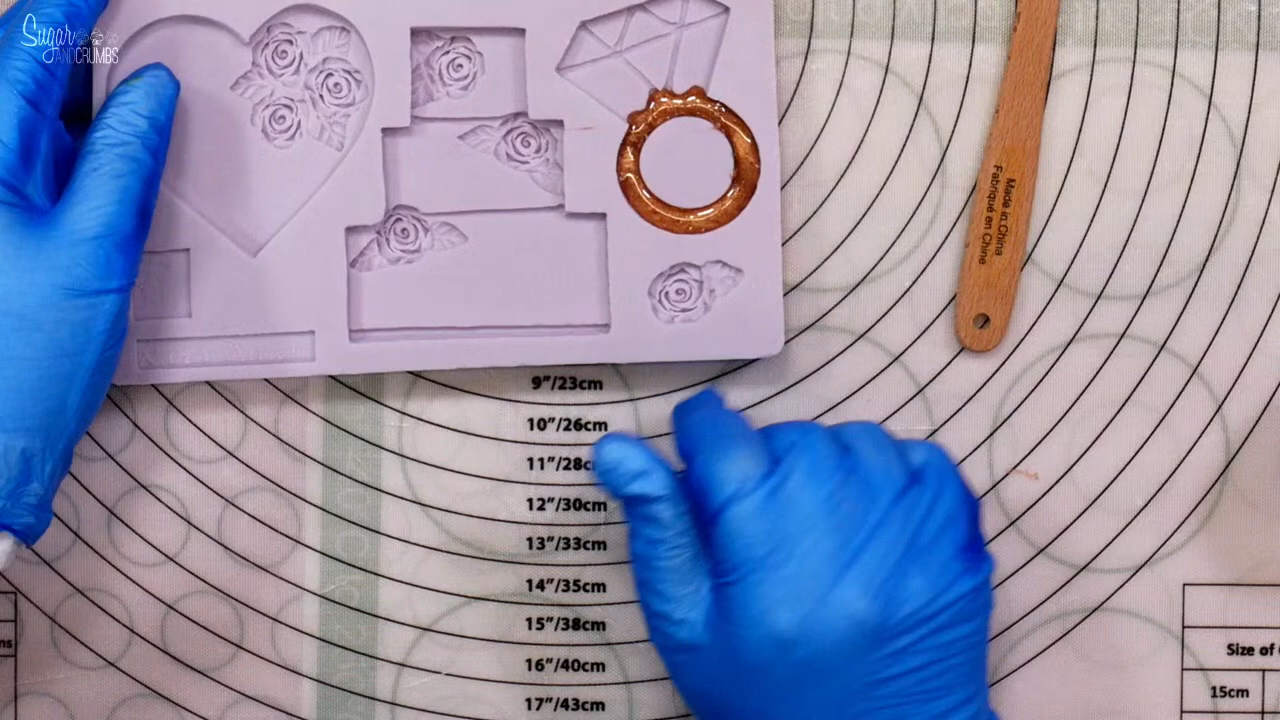 Sugar
AND CRUMBS
Made in China
Fabriqué en Chine
9"/23cm
10"/26cm
11"/28c
12"/30cm
13"/33cm
14"/35cm
15"/38cm
16"/40cm
17"/43cm
Size of
15cm